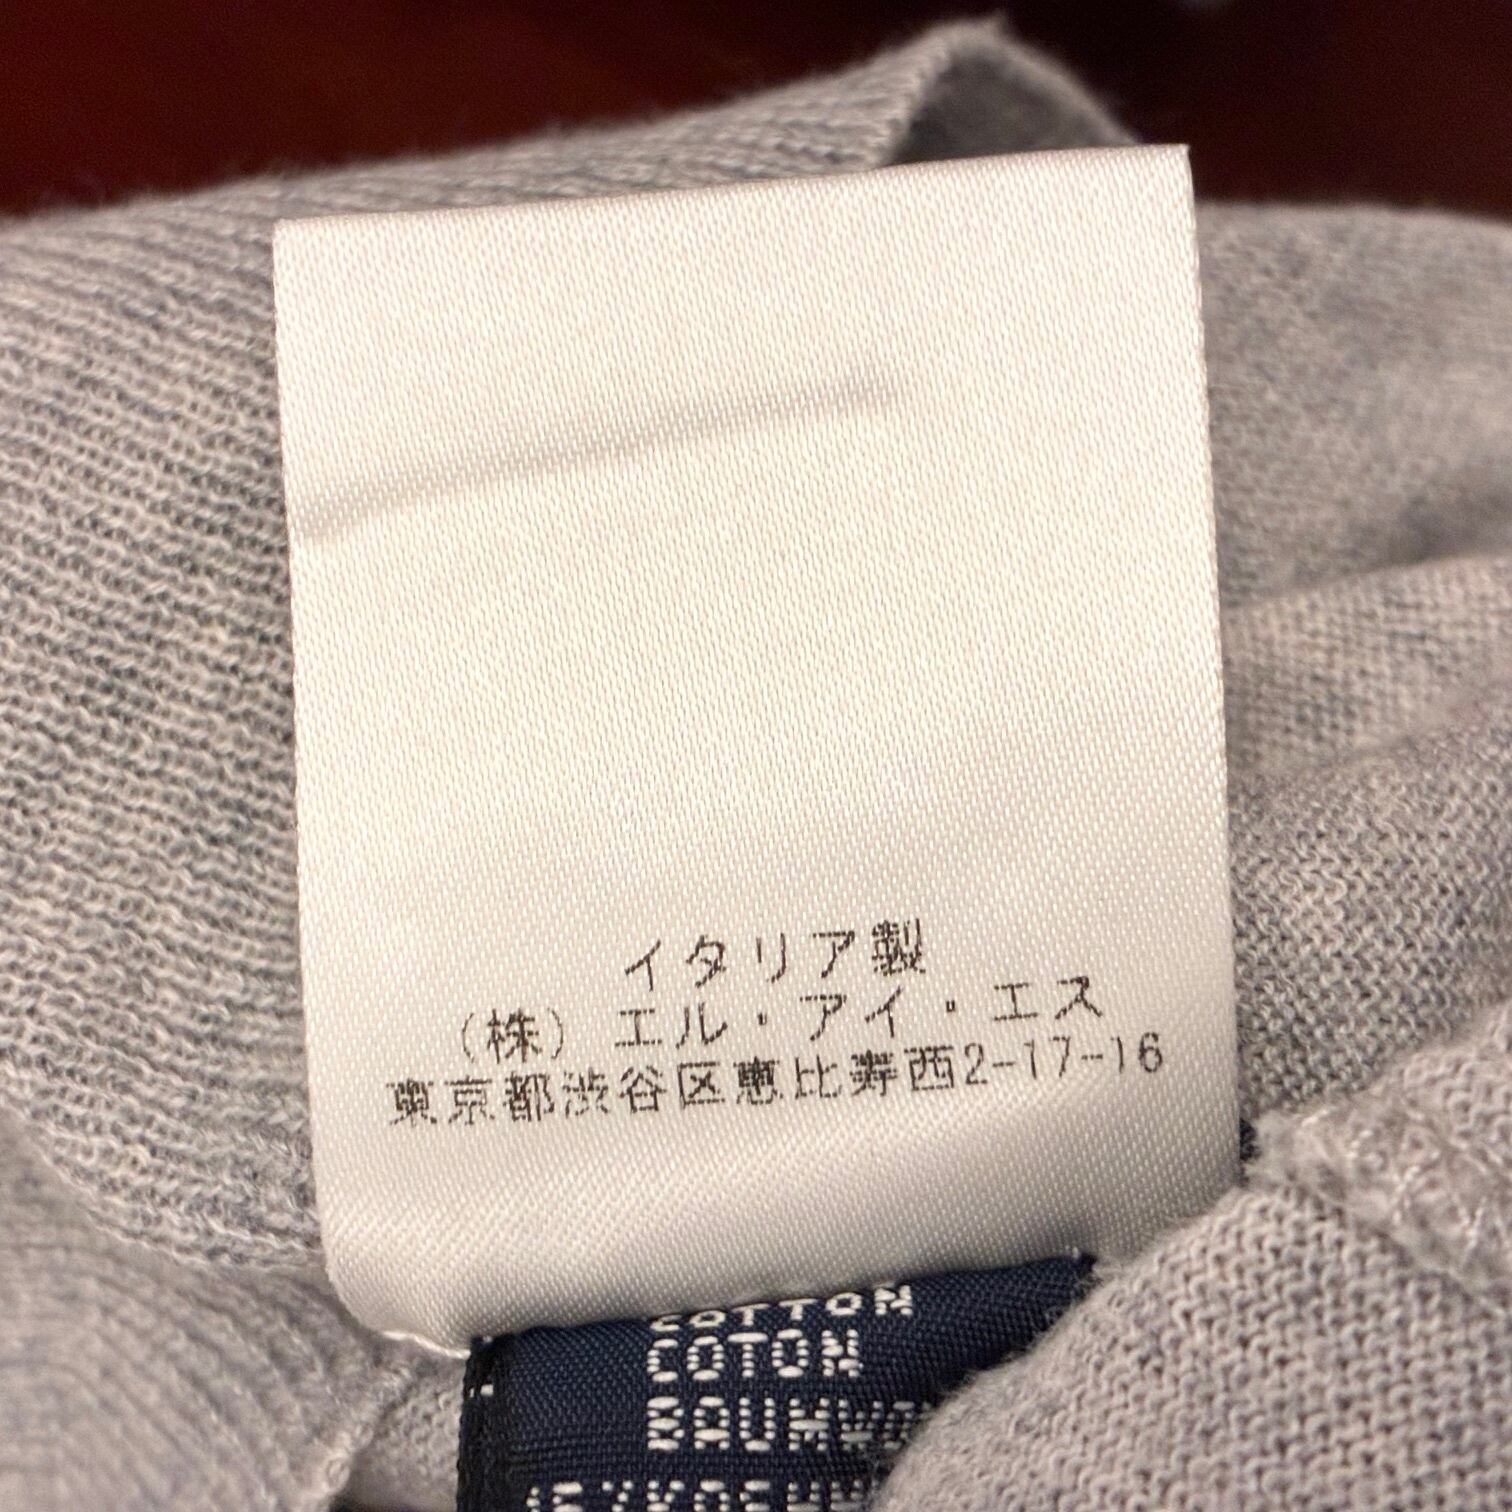 イタリア製
（株）エル・アイ・エス
東京都渋谷区恵比寿西2-17-16
COTTON
COTON